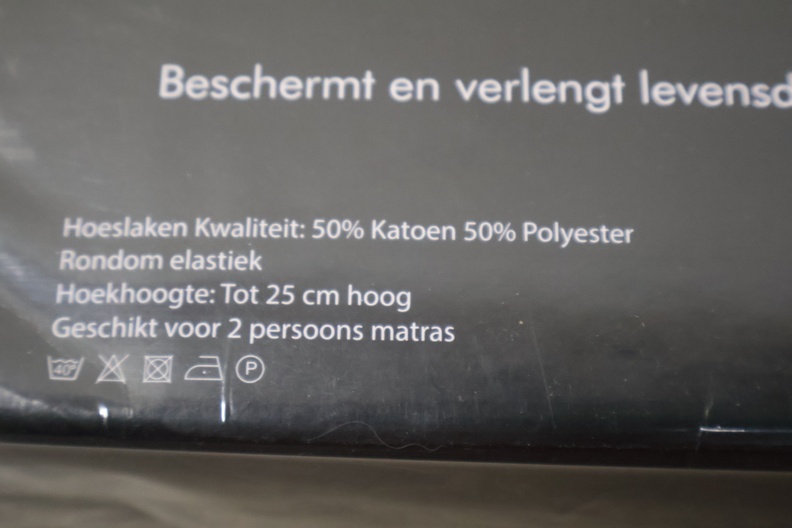 Beschermt en verlengt levensd
Hoeslaken Kwaliteit: 50% Katoen 50% Polyester
Rondom elastiek
Hoekhoogte: Tot 25 cm hoog
Geschikt voor 2 persoons matras
40° P